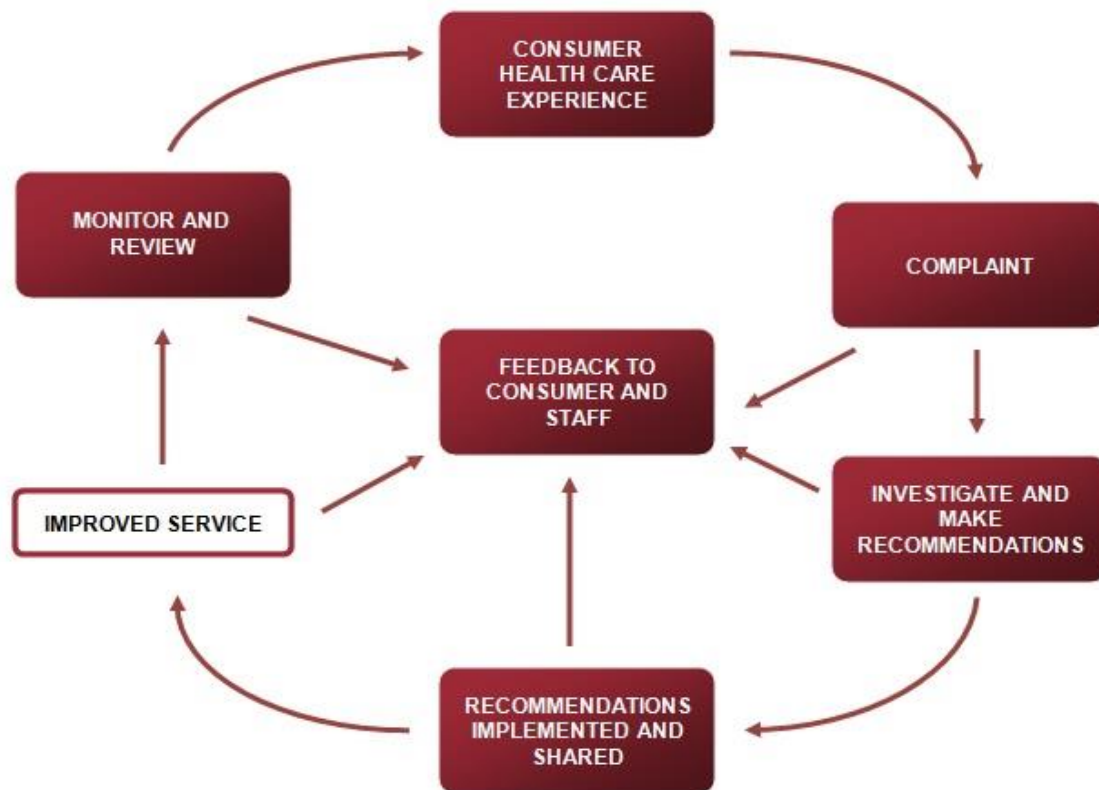 CONSUMER
HEALTH CARE
EXPERIENCE
MONITOR AND
REVIEW
COMPLAINT
FEEDBACK TO
CONSUMER AND
STAFF
IMPROVED SERVICE
INVESTIGATE AND
MAKE
RECOMMENDATIONS
RECOMMENDATIONS
IMPLEMENTED AND
SHARED